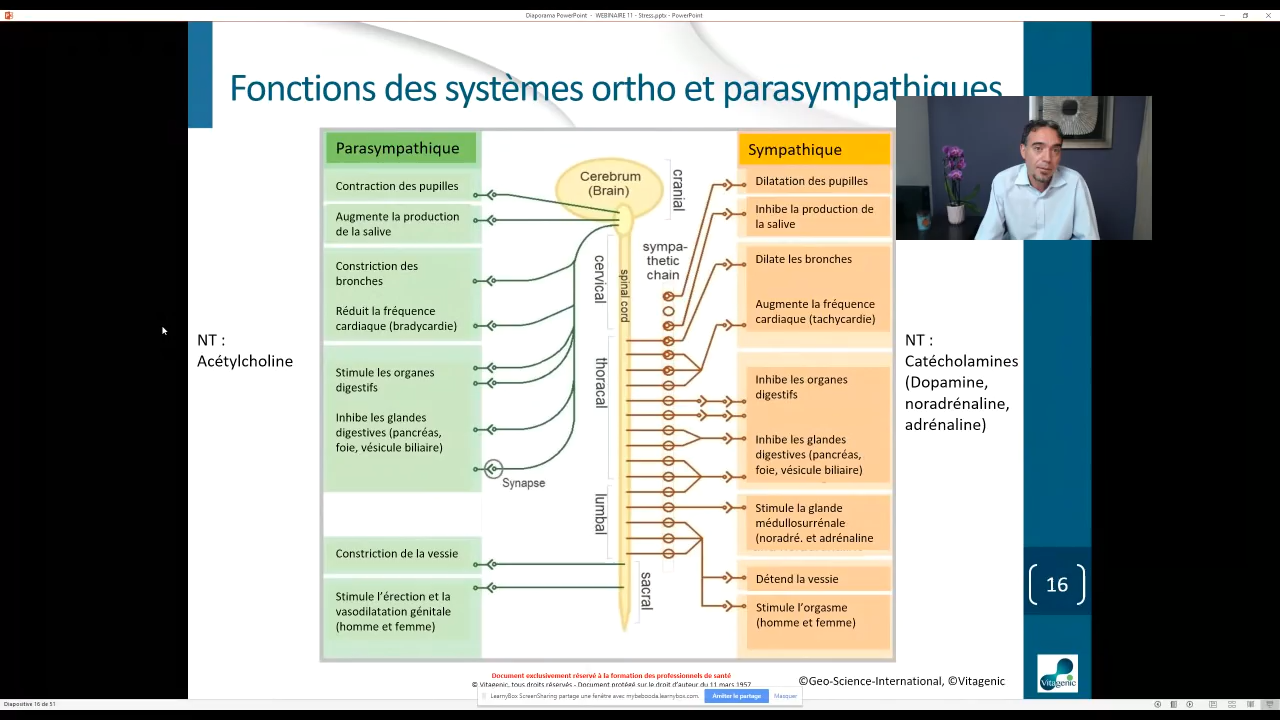 Diaporama PowerPoint - WEBINAIRE 11 - Stress.pptx - PowerPoint
Fonctions des systèmes ortho et parasympathiques
Parasympathique
Contraction des pupilles
Augmente la production
de la salive
Constriction des
bronches
Réduit la fréquence
cardiaque (bradycardie)
Stimule les organes
digestifs
Inhibe les glandes
digestives (pancréas,
foie, vésicule biliaire)
Constriction de la vessie
Stimule l'érection et la
vasodilatation génitale
(homme et femme)
NT :
Acétylcholine
Cerebrum
(Brain)
cranial
cervical
thoracal
lumbal
sacral
spinal cord
sympa-
thetic
chain
Synapse
Sympathique
Dilatation des pupilles
Inhibe la production de
la salive
Dilate les bronches
Augmente la fréquence
cardiaque (tachycardie)
Inhibe les organes
digestifs
Inhibe les glandes
digestives (pancréas,
foie, vésicule biliaire)
Stimule la glande
médullosurrénale
(noradré. et adrénaline
Détend la vessie
Stimule l'orgasme
(homme et femme)
NT :
Catécholamines
(Dopamine,
noradrénaline,
adrénaline)
16
Vitagenic
©Geo-Science-International, ©Vitagenic
Document exclusivement réservé à la formation des professionnels de santé
© Vitagenic, tous droits réservés - Document protégé sur le droit d'auteur du 11 mars 1957
LearnyBox ScreenSharing partage une fenêtre avec mybebooda.learnybox.com.
Arrêter le partage
Masquer
Diapositive 16 de 51